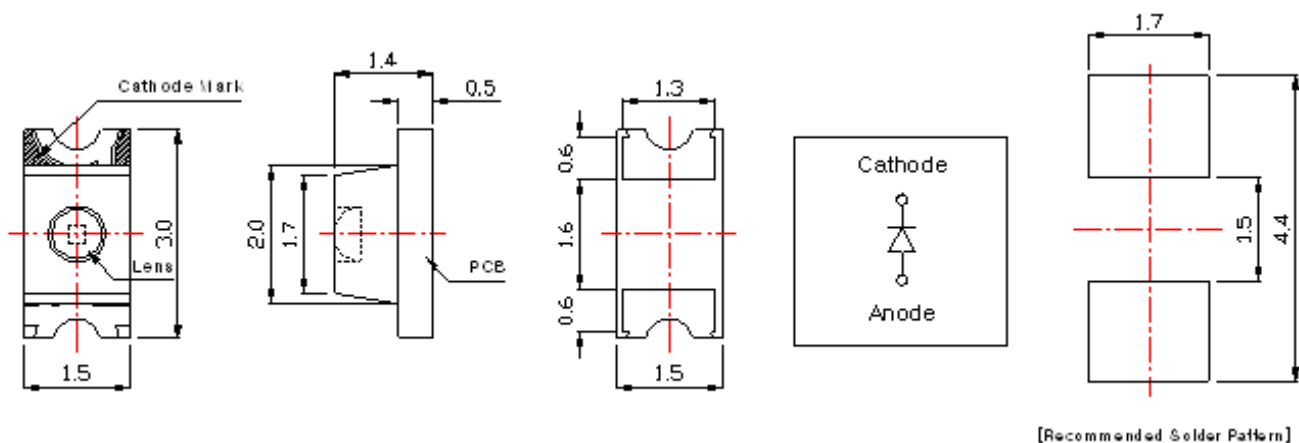 Cathode Mark
3.0
Lens
1.5
1.4
0.5
2.0
1.7
PCB
1.3
0.6
1.6
0.6
1.5
Cathode
Anode
1.7
1.5
4.4
[Recommended Solder Pattern]